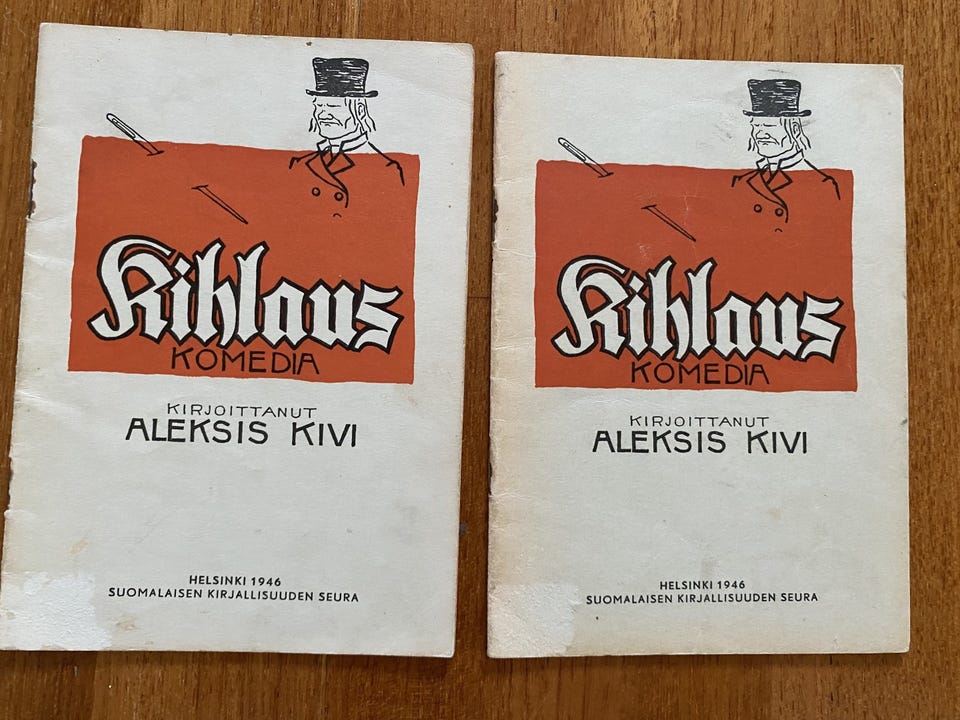 Kihlaus
KOMEDIA
KIRJOITTANUT
ALEKSIS KIVI
HELSINKI 1946
SUOMALAISEN KIRJALLISUUDEN SEURA
Kihlaus
KOMEDIA
KIRJOITTANUT
ALEKSIS KIVI
HELSINKI 1946
SUOMALAISEN KIRJALLISUUDEN SEURA